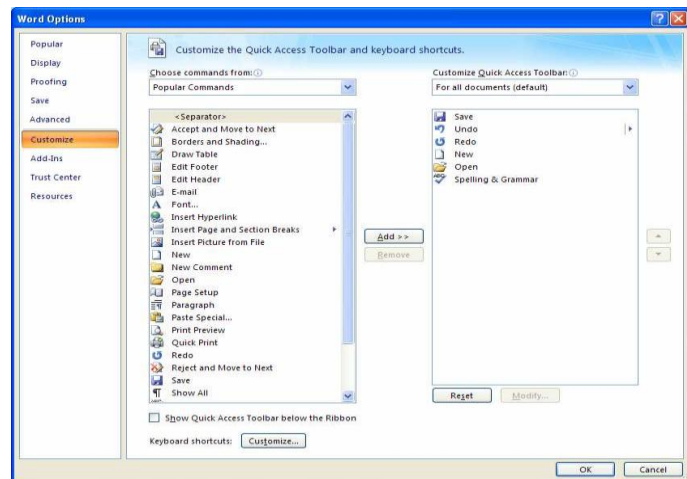 Word Options
Popular
Display
Proofing
Save
Advanced
Customize
Add-Ins
Trust Center
Resources
Customize the Quick Access Toolbar and keyboard shortcuts.
Choose commands from:
Popular Commands
<Separator>
Accept and Move to Next
Borders and Shading...
Draw Table
Edit Footer
Edit Header
E-mail
Font...
Insert Hyperlink
Insert Page and Section Breaks
Insert Picture from File
New
New Comment
Open
Page Setup
Paragraph
Paste Special...
Print Preview
Quick Print
Redo
Reject and Move to Next
Save
Show All
Add >>
Remove
Customize Quick Access Toolbar:
For all documents (default)
Save
Undo
Redo
New
Open
Spelling & Grammar
Reset
Modify...
Show Quick Access Toolbar below the Ribbon
Keyboard shortcuts:
Customize...
OK
Cancel